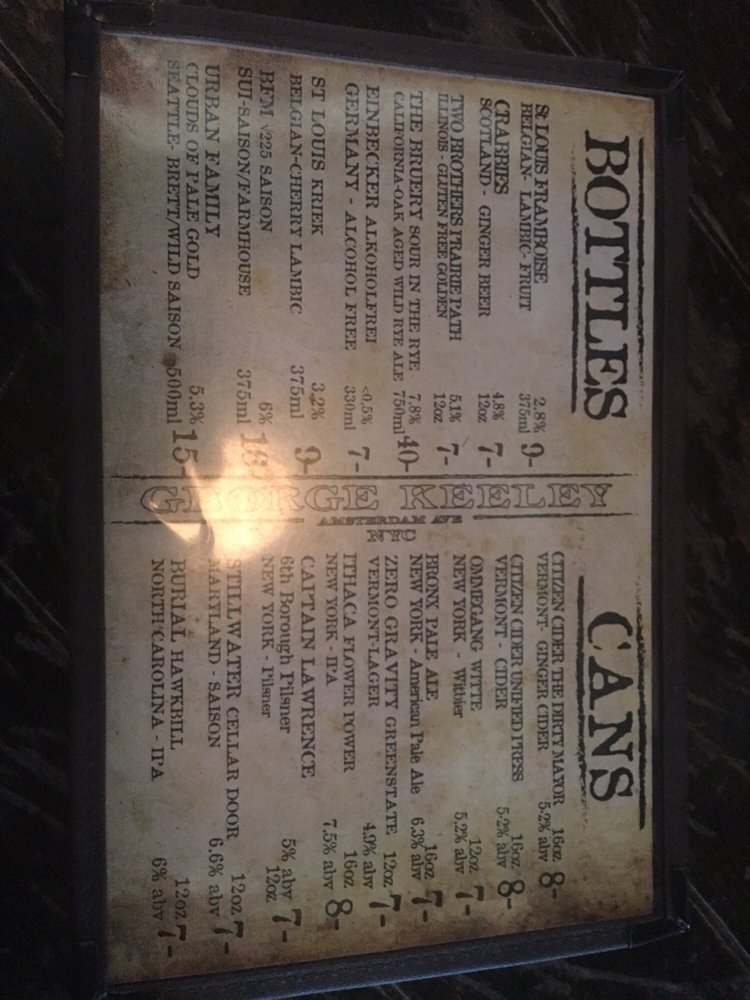 BOTTLES
St. LOUIS FRAMBOISE 2.8%
BELGIAN- LAMBIC- FRUIT 375ml 9-
CRABBIES 4.8%
SCOTLAND - GINGER BEER 12oz 7-
TWO BROTHERS PRAIRIE PATH 5.1%
ILLINOIS - GLUTEN FREE GOLDEN 12oz 7-
THE BRUERY SOUR IN THE RYE 7.8%
CALIFORNIA-OAK AGED WILD RYE ALE 750ml 40-
EINBECKER ALKOHOLFREI <0.5%
GERMANY - ALCOHOL FREE 330ml 7-
ST LOUIS KRIEK 3.2%
BELGIAN-CHERRY LAMBIC 375ml 9-
BFM √225 SAISON 6%
SUI-SAISON/FARMHOUSE 375ml
URBAN FAMILY
CLOUDS OF PALE GOLD 5.3%
SEATTLE- BRETT/WILD SAISON 500ml 15-
GEORGE KEELEY
AMSTERDAM AVE
NYC
CANS
CITIZEN CIDER THE DIRTY MAYOR 16oz
VERMONT- GINGER CIDER 5.2% abv 8-
CITIZEN CIDER UNIFIED PRESS 16oz
VERMONT - CIDER 5.2% abv 8-
OMMEGANG WITTE 12oz
NEW YORK - Witbier 5.2% abv 7-
BRONX PALE ALE 16oz
NEW YORK - American Pale Ale 6.3% abv 7-
ZERO GRAVITY GREENSTATE 12oz
VERMONT-LAGER 4.9% abv 7-
ITHACA FLOWER POWER 16oz
NEW YORK - IPA 7.5% abv 8-
CAPTAIN LAWRENCE
6th Borough Pilsner 5% abv
NEW YORK - Pilsner 12oz 7-
STILLWATER CELLAR DOOR 12oz
MARYLAND - SAISON 6.6% abv 7-
BURIAL HAWKBILL 12oz
NORTH CAROLINA - IPA 6% abv 7-